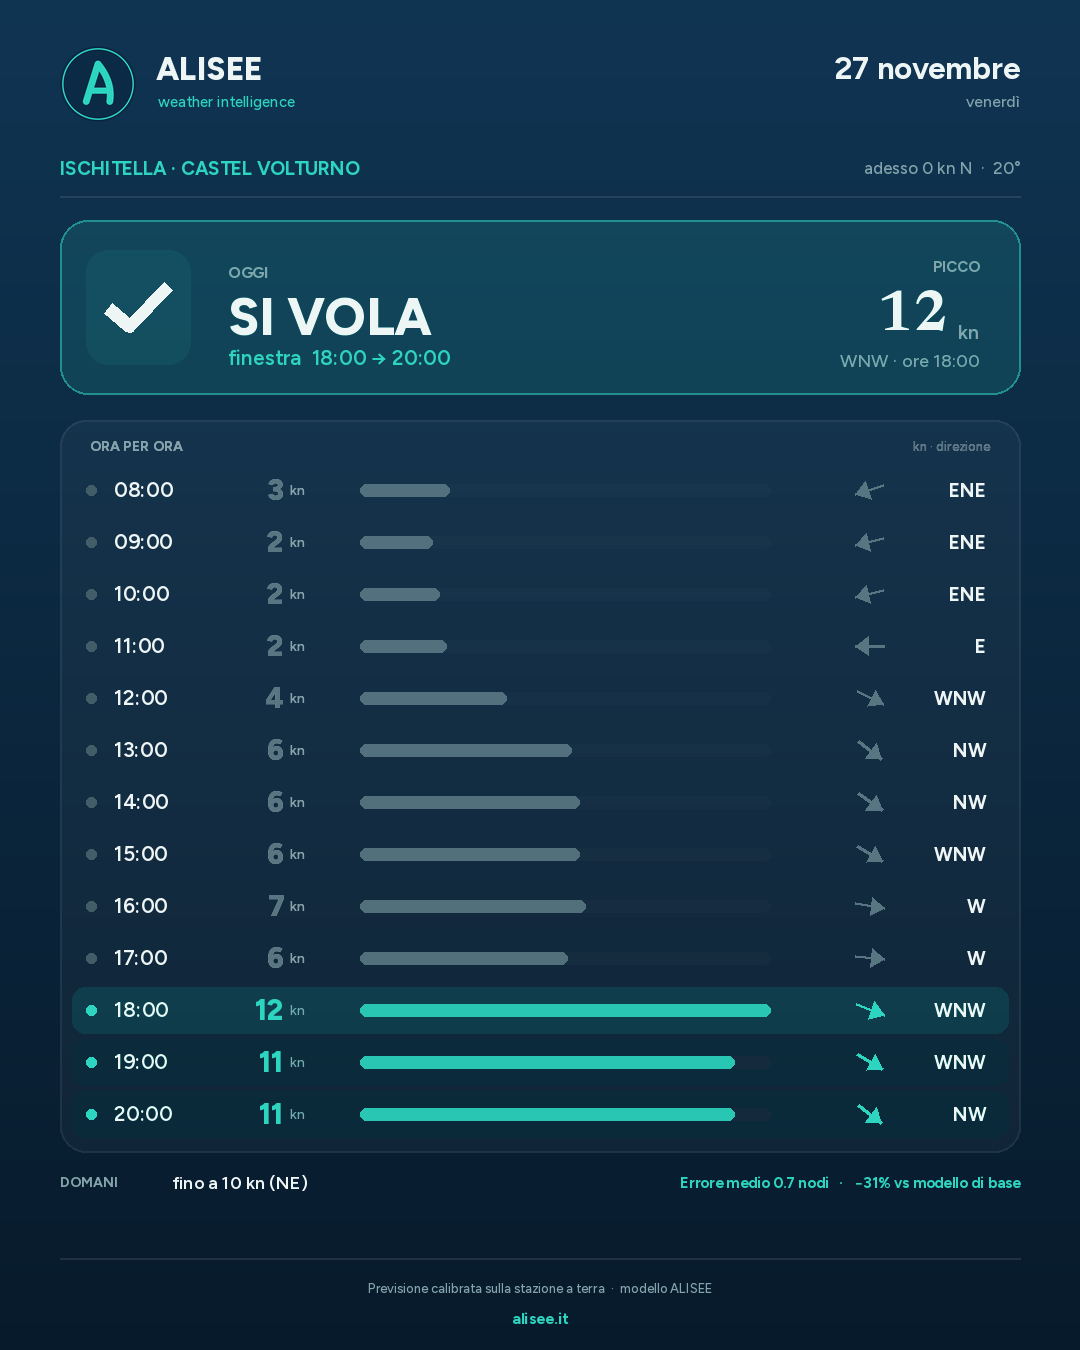 A
ALISEE
weather intelligence
27 novembre
venerdì
ISCHITELLA · CASTEL VOLTURNO
adesso 0 kn N · 20°
OGGI
SI VOLA
finestra 18:00 → 20:00
PICCO
12 kn
WNW · ore 18:00
ORA PER ORA
kn · direzione
08:00 3 kn ENE
09:00 2 kn ENE
10:00 2 kn ENE
11:00 2 kn E
12:00 4 kn WNW
13:00 6 kn NW
14:00 6 kn NW
15:00 6 kn WNW
16:00 7 kn W
17:00 6 kn W
18:00 12 kn WNW
19:00 11 kn WNW
20:00 11 kn NW
DOMANI fino a 10 kn (NE)
Errore medio 0.7 nodi · −31% vs modello di base
Previsione calibrata sulla stazione a terra · modello ALISEE
alisee.it